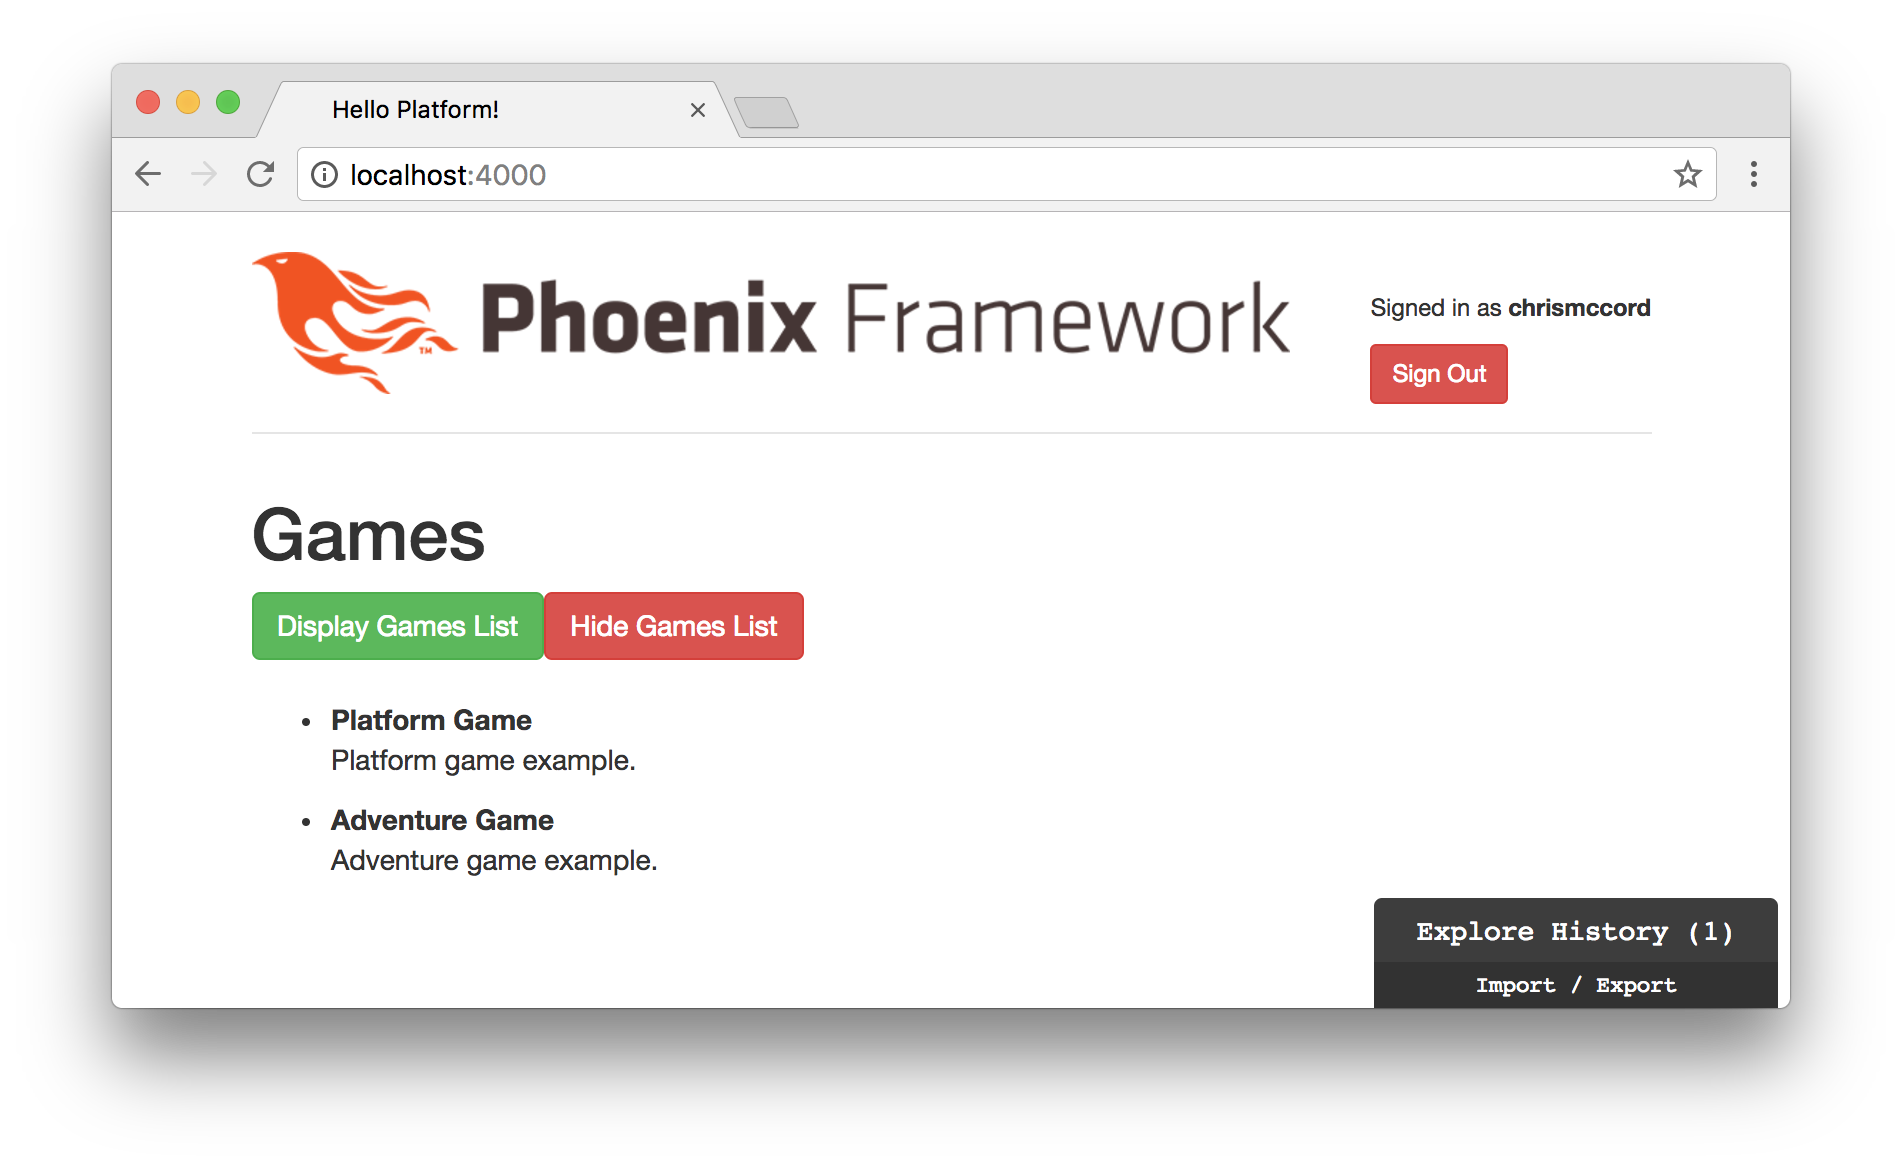 Hello Platform!
localhost:4000
Phoenix Framework
TM
Signed in as chrismccord
Sign Out
Games
Display Games List
Hide Games List
Platform Game
Platform game example.
Adventure Game
Adventure game example.
Explore History (1)
Import / Export